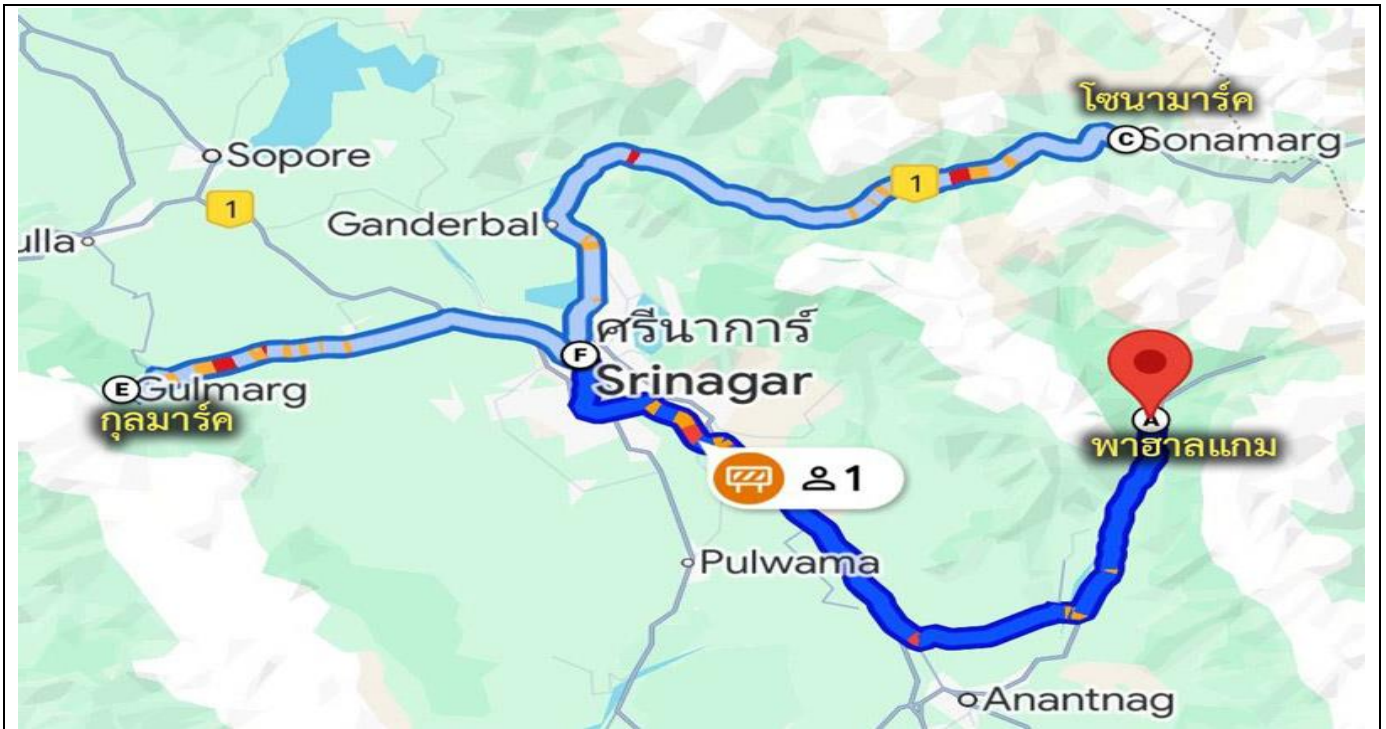 โซนามาร์ค
C
Sonamarg
Sopore
1
1
Ganderbal
ulla
ศรีนาการ์
F
Srinagar
E
Gulmarg
กุลมาร์ค
A
พาฮาลแกม
1
Pulwama
Anantnag